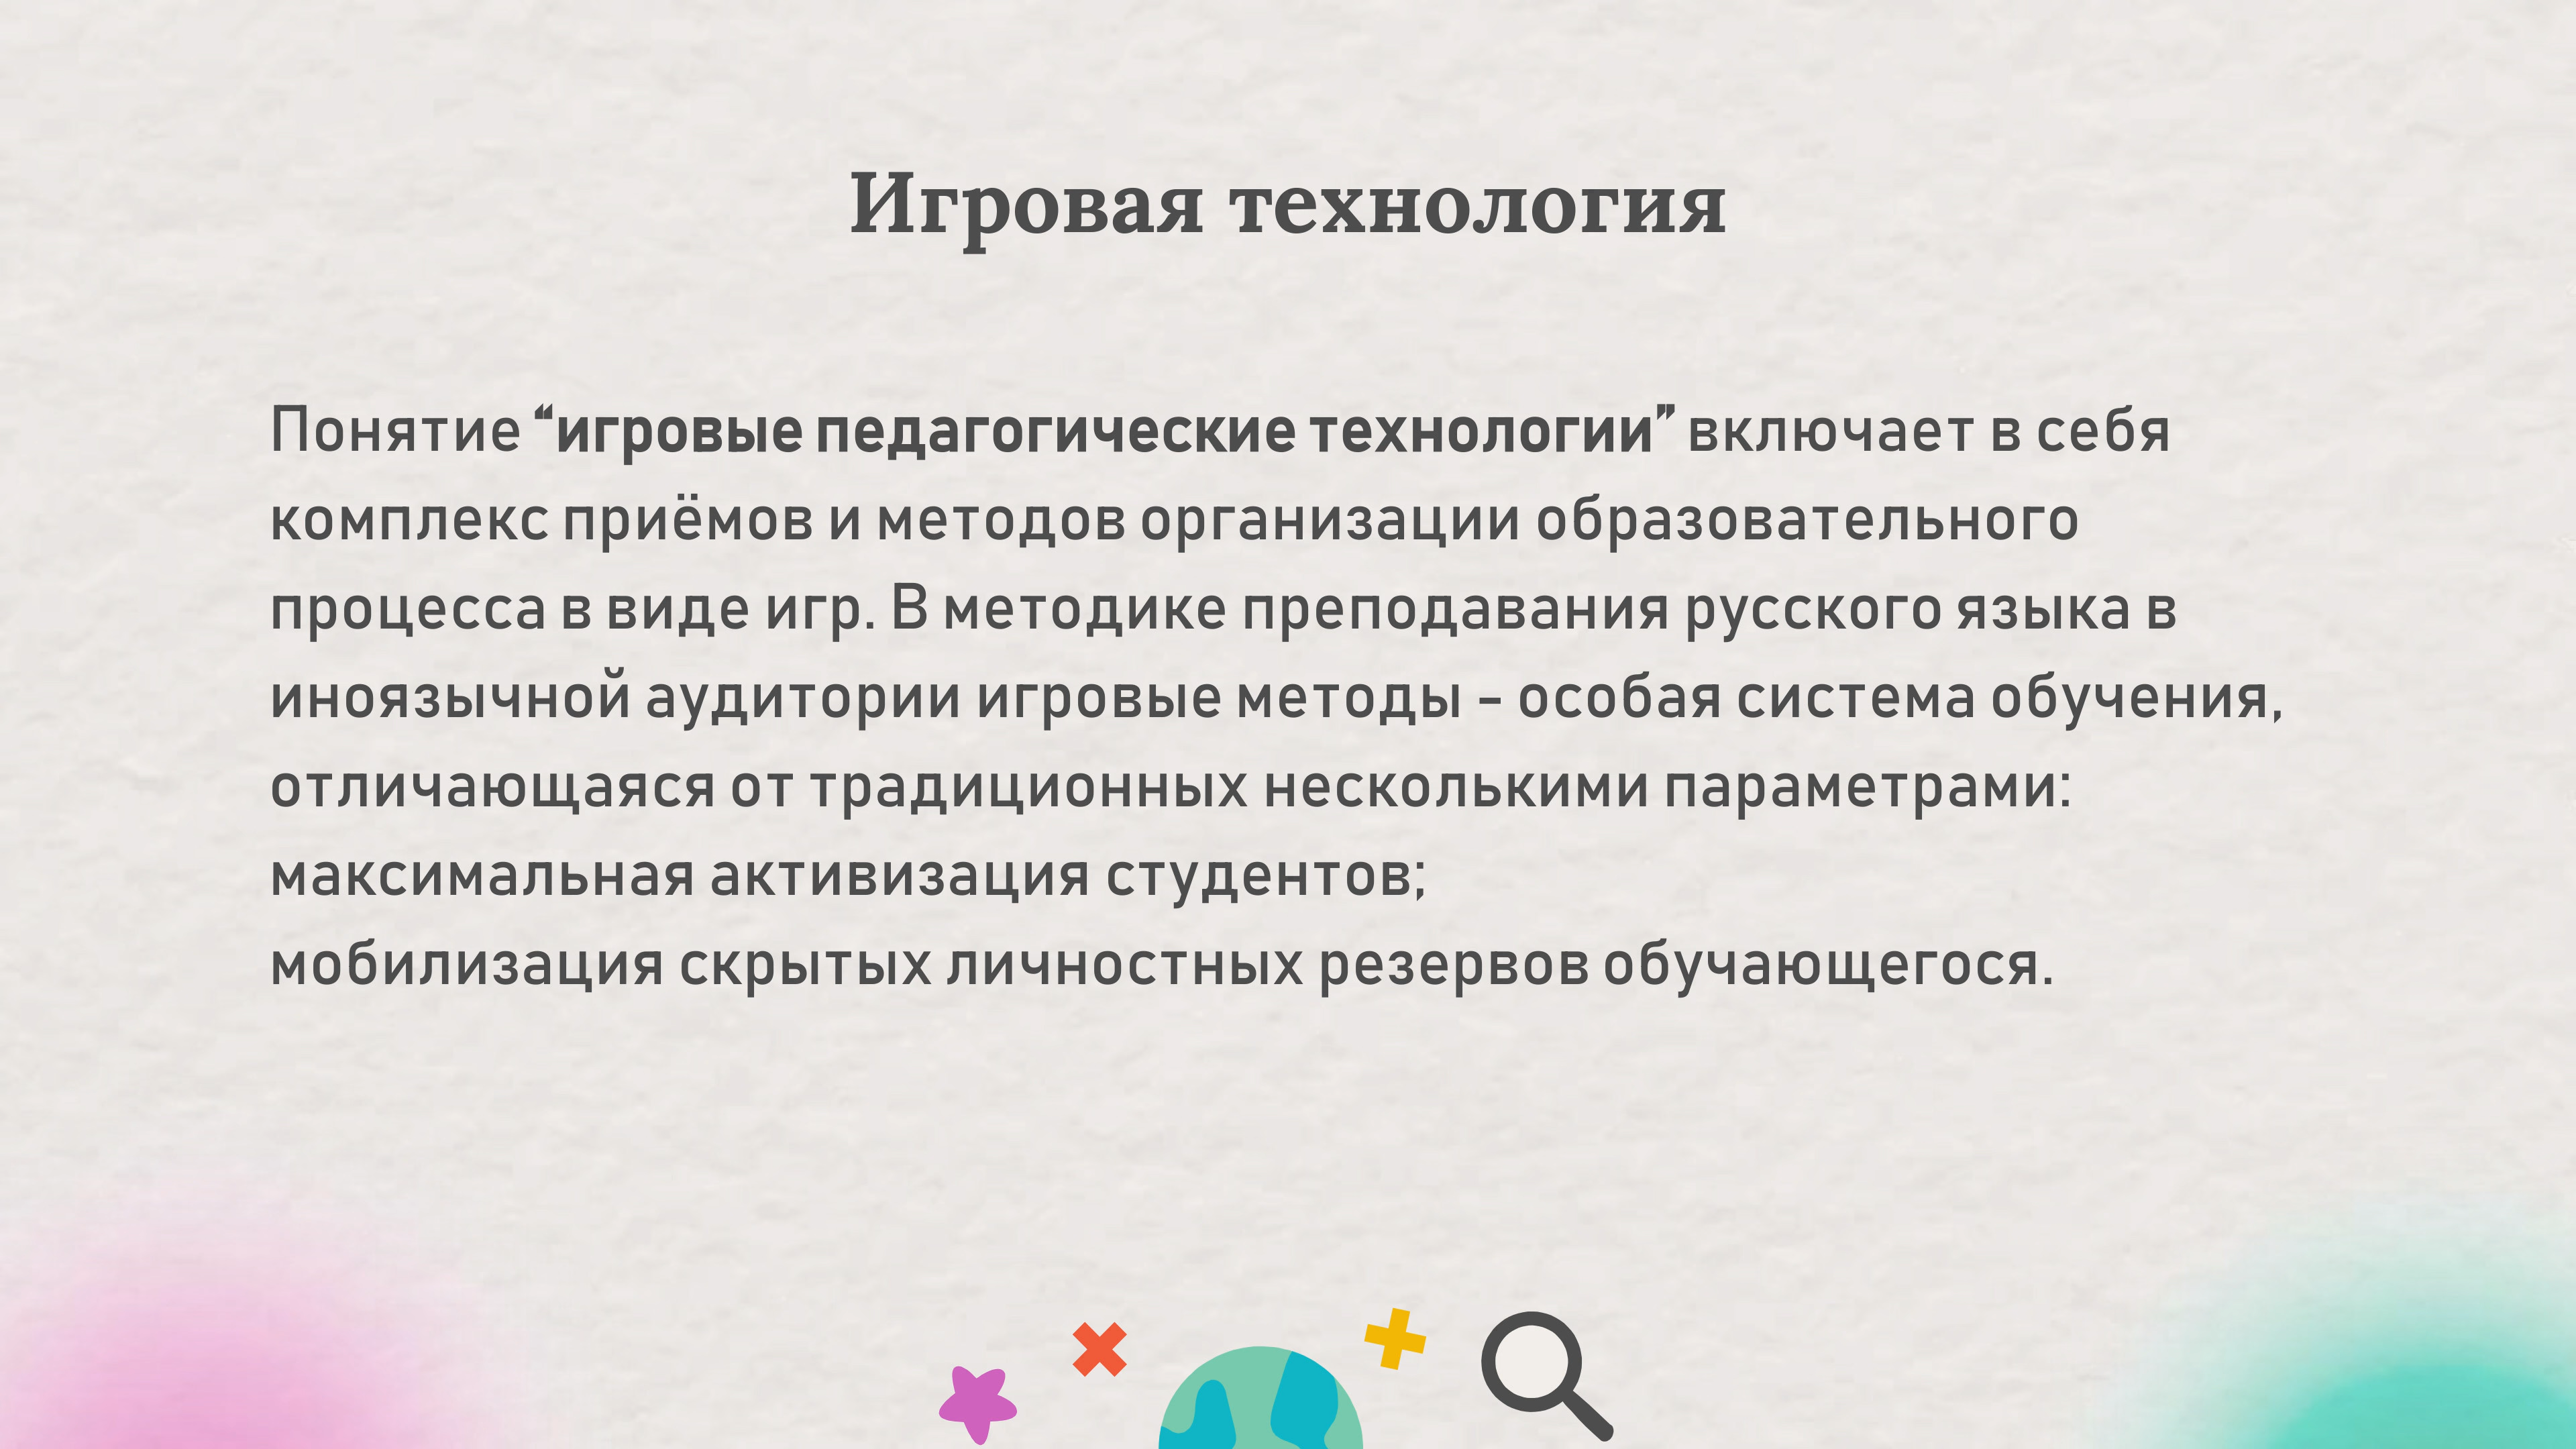 Игровая технология
Понятие “игровые педагогические технологии” включает в себя
комплекс приёмов и методов организации образовательного
процесса в виде игр. В методике преподавания русского языка в
иноязычной аудитории игровые методы - особая система обучения,
отличающаяся от традиционных несколькими параметрами:
максимальная активизация студентов;
мобилизация скрытых личностных резервов обучающегося.